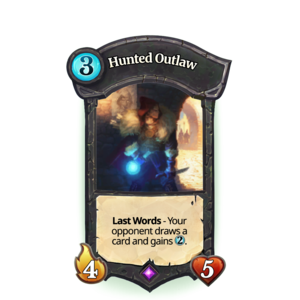 3
Hunted Outlaw
Last Words - Your
opponent draws a
card and gains 2.
4
5